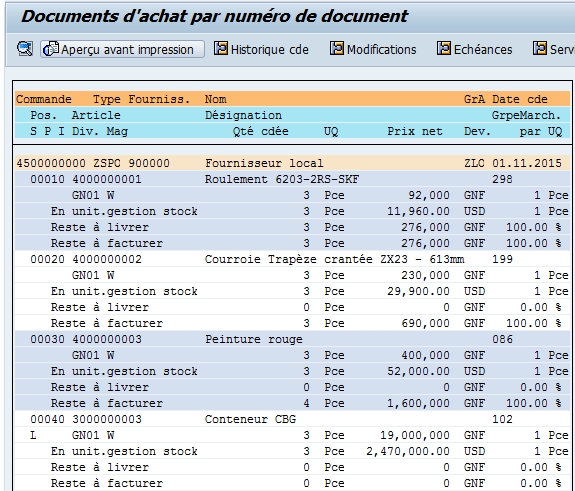 Documents d'achat par numéro de document
Aperçu avant impression Historique cde Modifications Echéances Servi
Commande Type Fourniss. Nom GrA Date cde
Pos. Article Désignation GrpeMarch.
S P I Div. Mag Qté cdée UQ Prix net Dev. par UQ
4500000000 ZSPC 900000 Fournisseur local ZLC 01.11.2015
00010 4000000001 Roulement 6203-2RS-SKF 298
GN01 W 3 Pce 92,000 GNF 1 Pce
En unit.gestion stock 3 Pce 11,960.00 USD 1 Pce
Reste à livrer 3 Pce 276,000 GNF 100.00 %
Reste à facturer 3 Pce 276,000 GNF 100.00 %
00020 4000000002 Courroie Trapèze crantée ZX23 - 613mm 199
GN01 W 3 Pce 230,000 GNF 1 Pce
En unit.gestion stock 3 Pce 29,900.00 USD 1 Pce
Reste à livrer 0 Pce 0 GNF 0.00 %
Reste à facturer 3 Pce 690,000 GNF 100.00 %
00030 4000000003 Peinture rouge 086
GN01 W 3 Pce 400,000 GNF 1 Pce
En unit.gestion stock 3 Pce 52,000.00 USD 1 Pce
Reste à livrer 0 Pce 0 GNF 0.00 %
Reste à facturer 4 Pce 1,600,000 GNF 100.00 %
00040 3000000003 Conteneur CBG 102
L GN01 W 3 Pce 19,000,000 GNF 1 Pce
En unit.gestion stock 3 Pce 2,470,000.00 USD 1 Pce
Reste à livrer 0 Pce 0 GNF 0.00 %
Reste à facturer 0 Pce 0 GNF 0.00 %